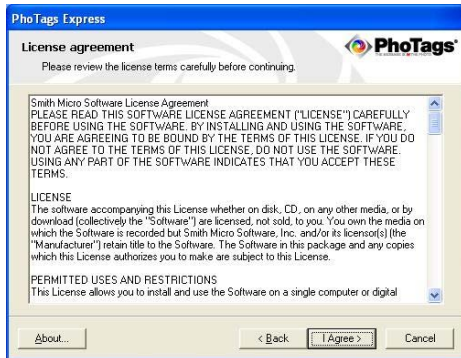 PhoTags Express
License agreement
Please review the license terms carefully before continuing.
PhoTags
Smith Micro Software License Agreement
PLEASE READ THIS SOFTWARE LICENSE AGREEMENT ("LICENSE") CAREFULLY
BEFORE USING THE SOFTWARE. BY INSTALLING AND USING THE SOFTWARE,
YOU ARE AGREEING TO BE BOUND BY THE TERMS OF THIS LICENSE. IF YOU DO
NOT AGREE TO THE TERMS OF THIS LICENSE, DO NOT USE THE SOFTWARE.
USING ANY PART OF THE SOFTWARE INDICATES THAT YOU ACCEPT THESE
TERMS.
LICENSE
The software accompanying this License whether on disk, CD, on any other media, or by
download (collectively the "Software") are licensed, not sold, to you. You own the media on
which the Software is recorded but Smith Micro Software, Inc. and/or its licensor(s) (the
"Manufacturer") retain title to the Software. The Software in this package and any copies
which this License authorizes you to make are subject to this License.
PERMITTED USES AND RESTRICTIONS
This License allows you to install and use the Software on a single computer or digital
About...
< Back
I Agree >
Cancel